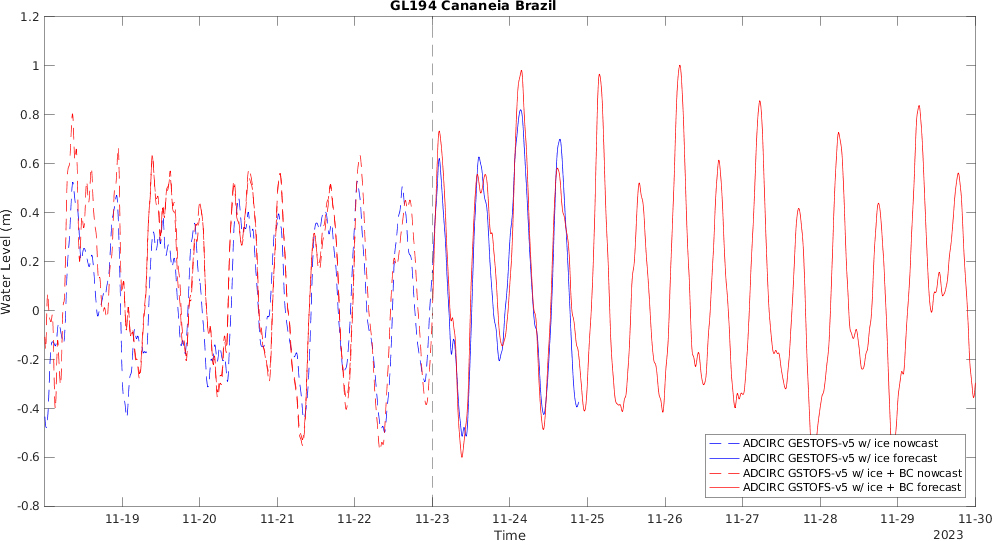 GL194 Cananeia Brazil
1.2
1
0.8
0.6
0.4
0.2
0
-0.2
-0.4
-0.6
-0.8
Water Level (m)
ADCIRC GESTOFS-v5 w/ ice nowcast
ADCIRC GESTOFS-v5 w/ ice forecast
ADCIRC GSTOFS-v5 w/ ice + BC nowcast
ADCIRC GSTOFS-v5 w/ ice + BC forecast
11-19 11-20 11-21 11-22 11-23 11-24 11-25 11-26 11-27 11-28 11-29 11-30
Time
2023